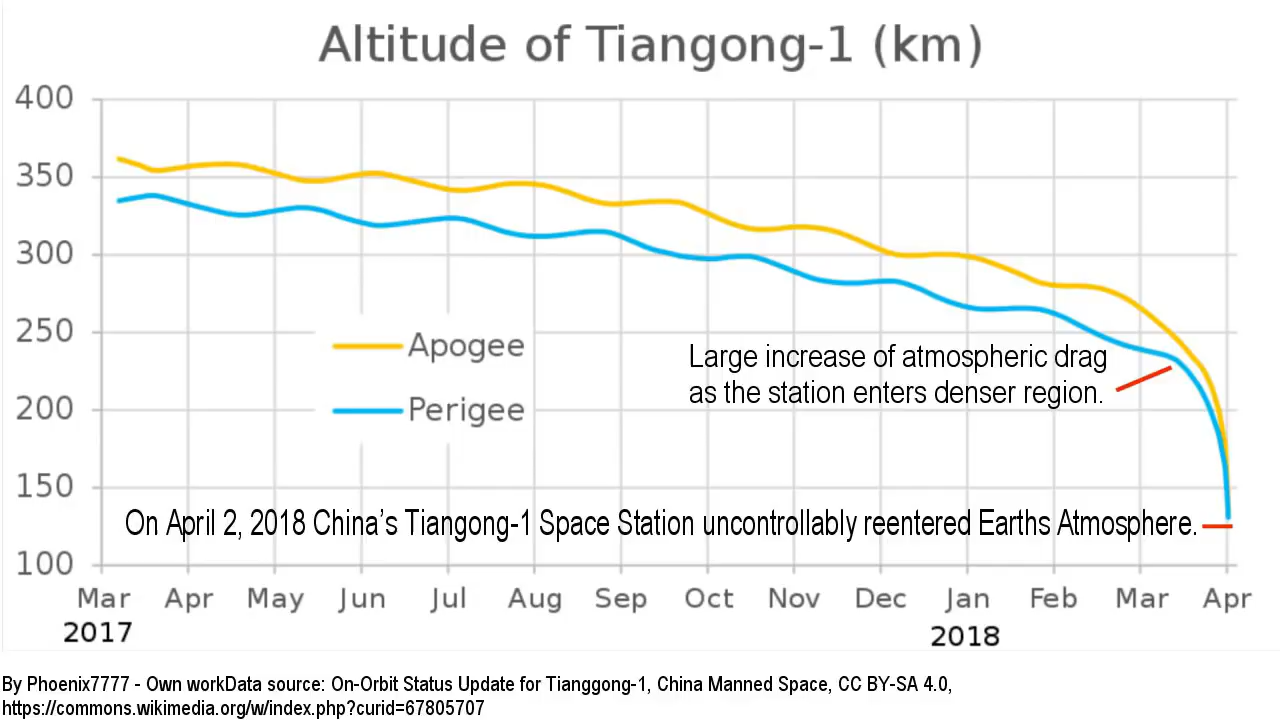 Altitude of Tiangong-1 (km)
400
350
300
250
200
150
100
Apogee
Perigee
Large increase of atmospheric drag
as the station enters denser region.
On April 2, 2018 China’s Tiangong-1 Space Station uncontrollably reentered Earths Atmosphere.
Mar Apr May Jun Jul Aug Sep Oct Nov Dec Jan Feb Mar Apr
2017 2018
By Phoenix7777 - Own workData source: On-Orbit Status Update for Tianggong-1, China Manned Space, CC BY-SA 4.0,
https://commons.wikimedia.org/w/index.php?curid=67805707